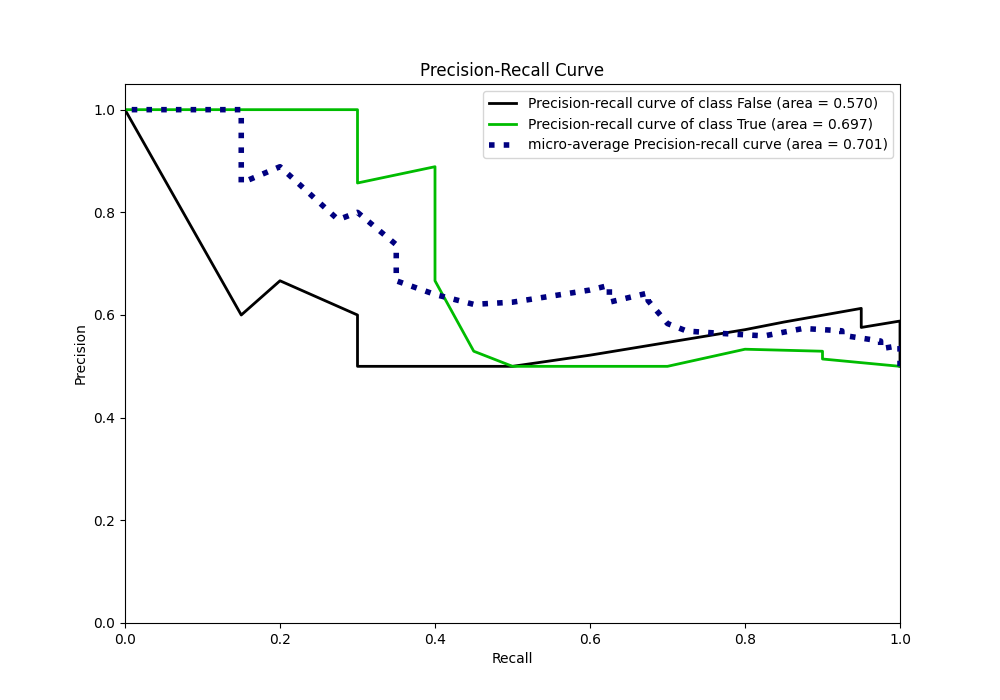 Precision-Recall Curve
Precision-recall curve of class False (area = 0.570)
Precision-recall curve of class True (area = 0.697)
micro-average Precision-recall curve (area = 0.701)
Precision
1.0
0.8
0.6
0.4
0.2
0.0
0.0 0.2 0.4 0.6 0.8 1.0
Recall